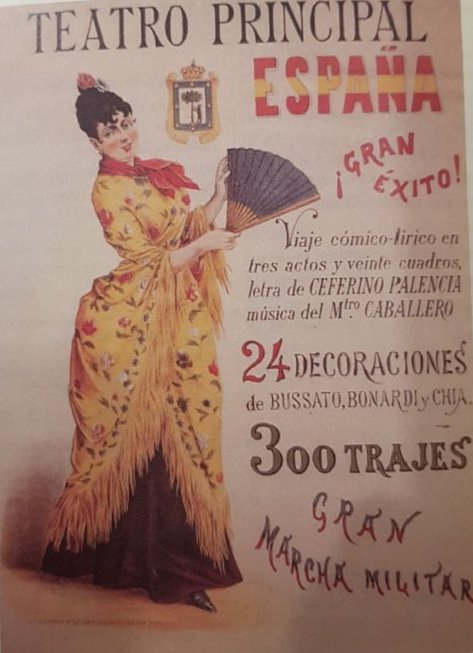 TEATRO PRINCIPAL
ESPAÑA
¡GRAN
ÉXITO!
Viaje cómico-lírico en
tres actos y veinte cuadros,
letra de CEFERINO PALENCIA
música del Mtro. CABALLERO
24 DECORACIONES
de BUSSATO, BONARDI y CHIA.
300 TRAJES
GRAN
MARCHA MILITAR